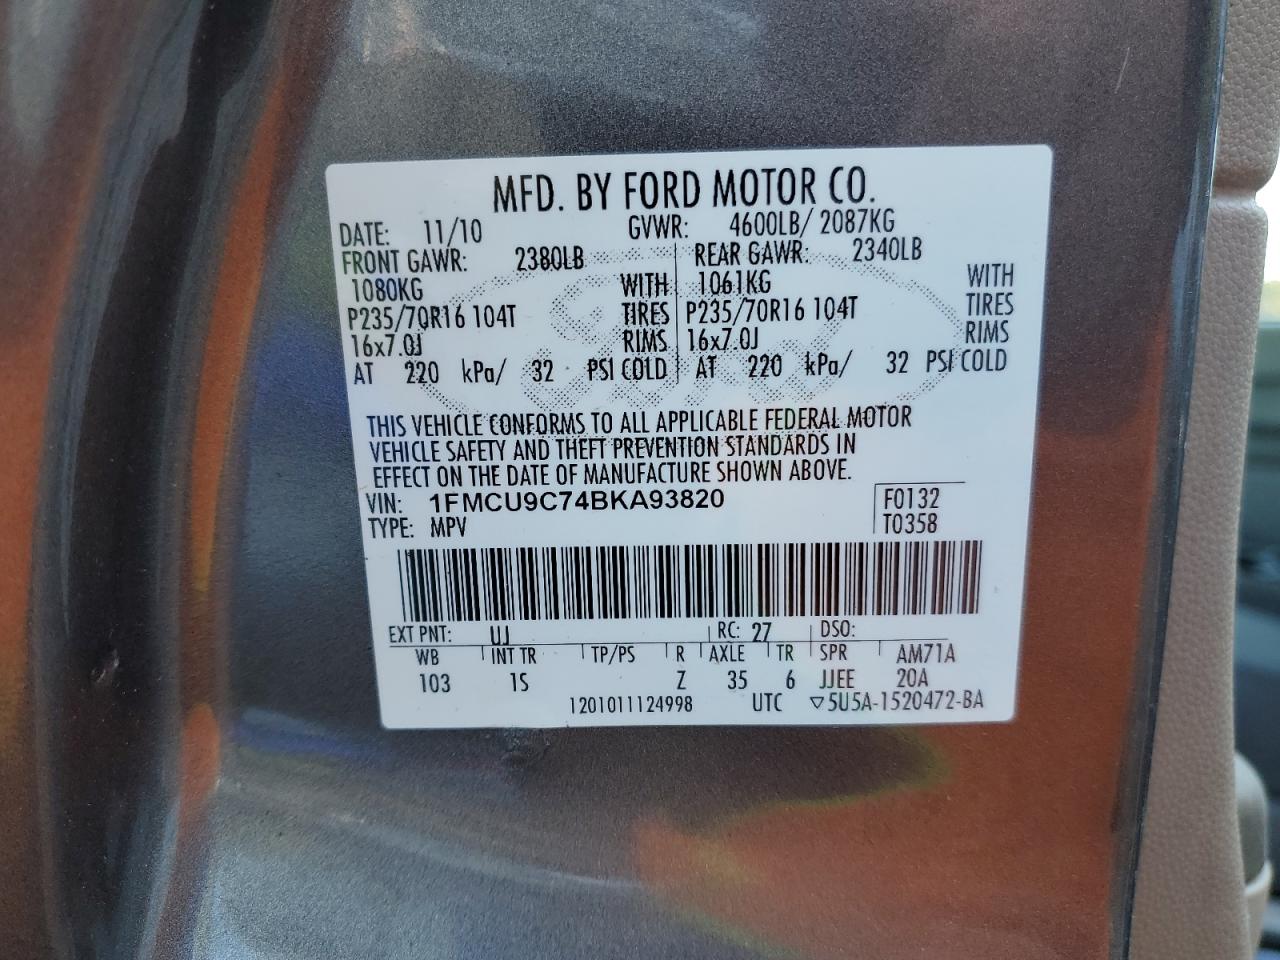 MFD. BY FORD MOTOR CO.
DATE: 11/10 GVWR: 4600LB/ 2087KG
FRONT GAWR: 2380LB REAR GAWR: 2340LB
1080KG WITH 1061KG WITH
P235/70R16 104T TIRES P235/70R16 104T TIRES
16x7.0J RIMS 16x7.0J RIMS
AT 220 kPa/ 32 PSI COLD AT 220 kPa/ 32 PSI COLD
THIS VEHICLE CONFORMS TO ALL APPLICABLE FEDERAL MOTOR
VEHICLE SAFETY AND THEFT PREVENTION STANDARDS IN
EFFECT ON THE DATE OF MANUFACTURE SHOWN ABOVE.
VIN: 1FMCU9C74BKA93820 F0132
TYPE: MPV T0358
EXT PNT: UJ RC: 27 DSO:
WB INT TR TP/PS R AXLE TR SPR AM71A
103 1S Z 35 6 JJEE 20A
1201011124998 UTC ▽5U5A-1520472-BA